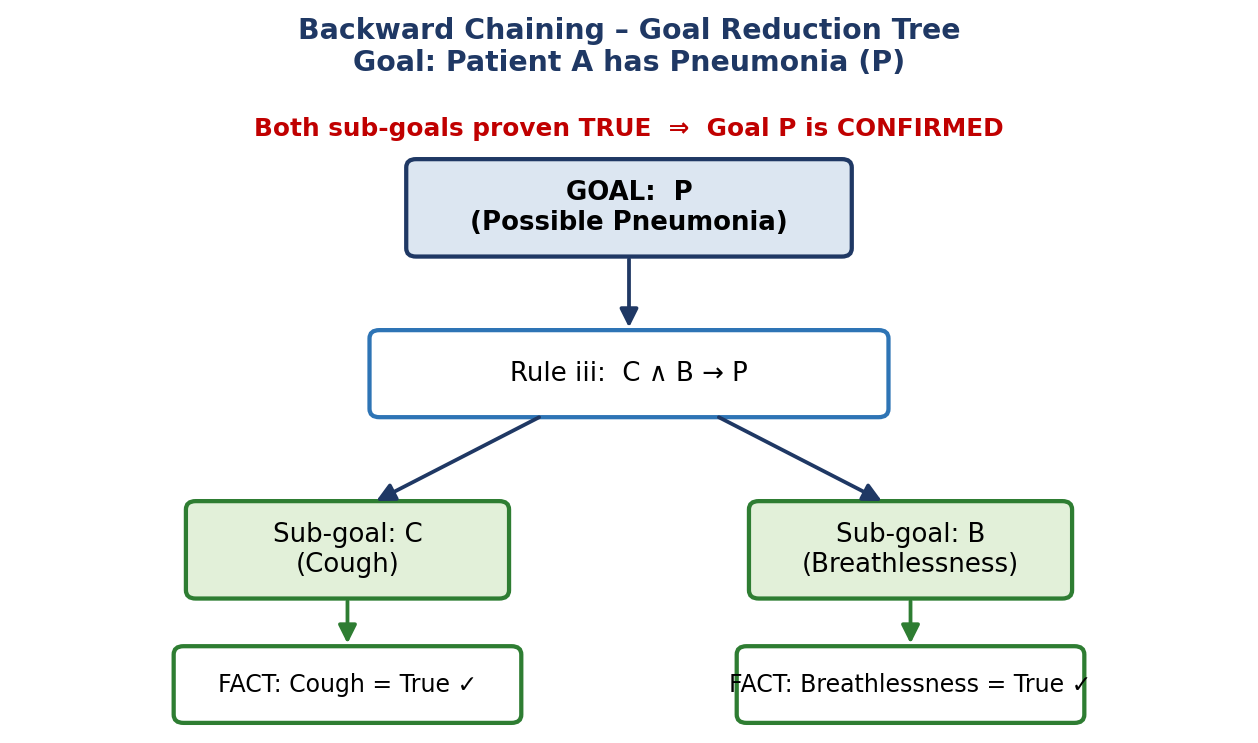 Backward Chaining – Goal Reduction Tree
Goal: Patient A has Pneumonia (P)
Both sub-goals proven TRUE ⇒ Goal P is CONFIRMED
GOAL: P
(Possible Pneumonia)
Rule iii: C ∧ B → P
Sub-goal: C
(Cough)
Sub-goal: B
(Breathlessness)
FACT: Cough = True ✓
FACT: Breathlessness = True ✓